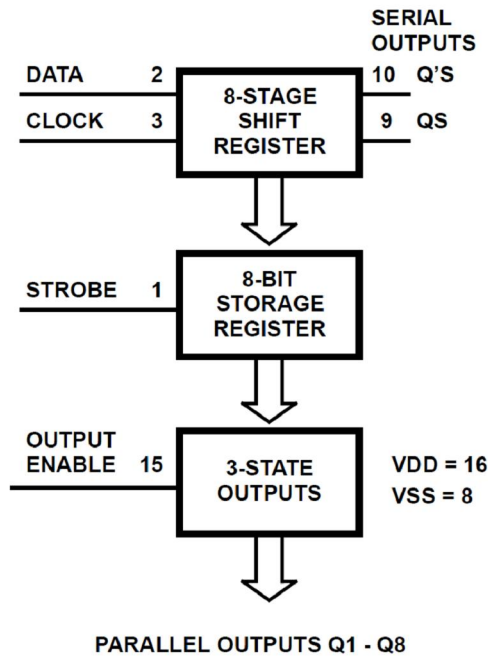 SERIAL
OUTPUTS
DATA 2
10 Q'S
CLOCK 3
9 QS
8-STAGE
SHIFT
REGISTER
STROBE 1
8-BIT
STORAGE
REGISTER
OUTPUT
ENABLE 15
3-STATE
OUTPUTS
VDD = 16
VSS = 8
PARALLEL OUTPUTS Q1 - Q8